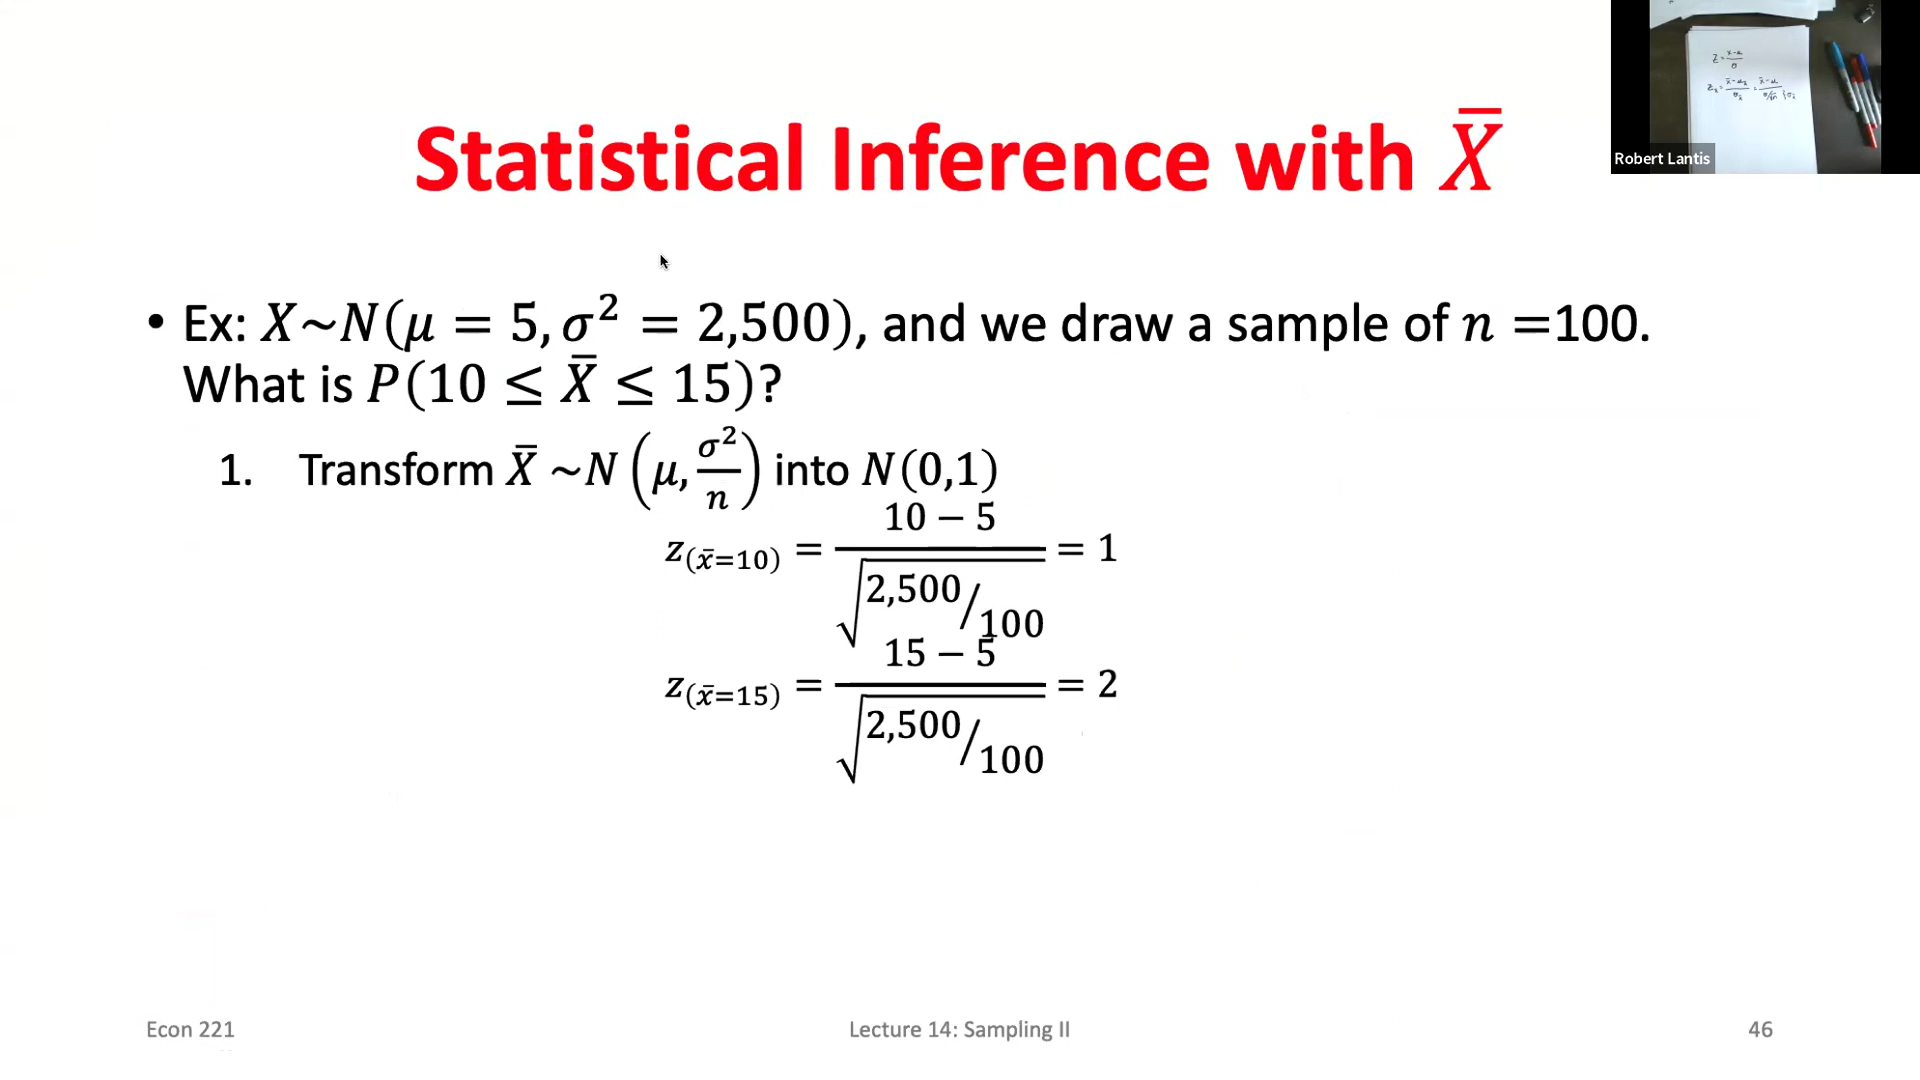 Statistical Inference with X̄
• Ex: X~N(μ = 5, σ² = 2,500), and we draw a sample of n =100.
What is P(10 ≤ X̄ ≤ 15)?
1. Transform X̄ ~N(μ, σ²/n) into N(0,1)
z(x̄=10) = (10 − 5) / √(2,500/100) = 1
z(x̄=15) = (15 − 5) / √(2,500/100) = 2
Econ 221
Lecture 14: Sampling II
46
Robert Lantis